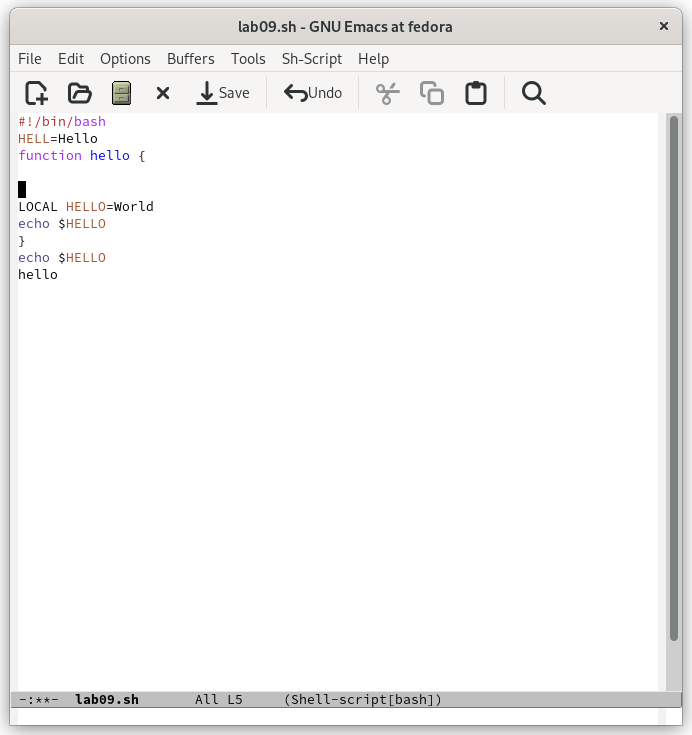 lab09.sh - GNU Emacs at fedora ×
File Edit Options Buffers Tools Sh-Script Help
Save Undo
#!/bin/bash
HELL=Hello
function hello {
LOCAL HELLO=World
echo $HELLO
}
echo $HELLO
hello
-:**- lab09.sh All L5 (Shell-script[bash])